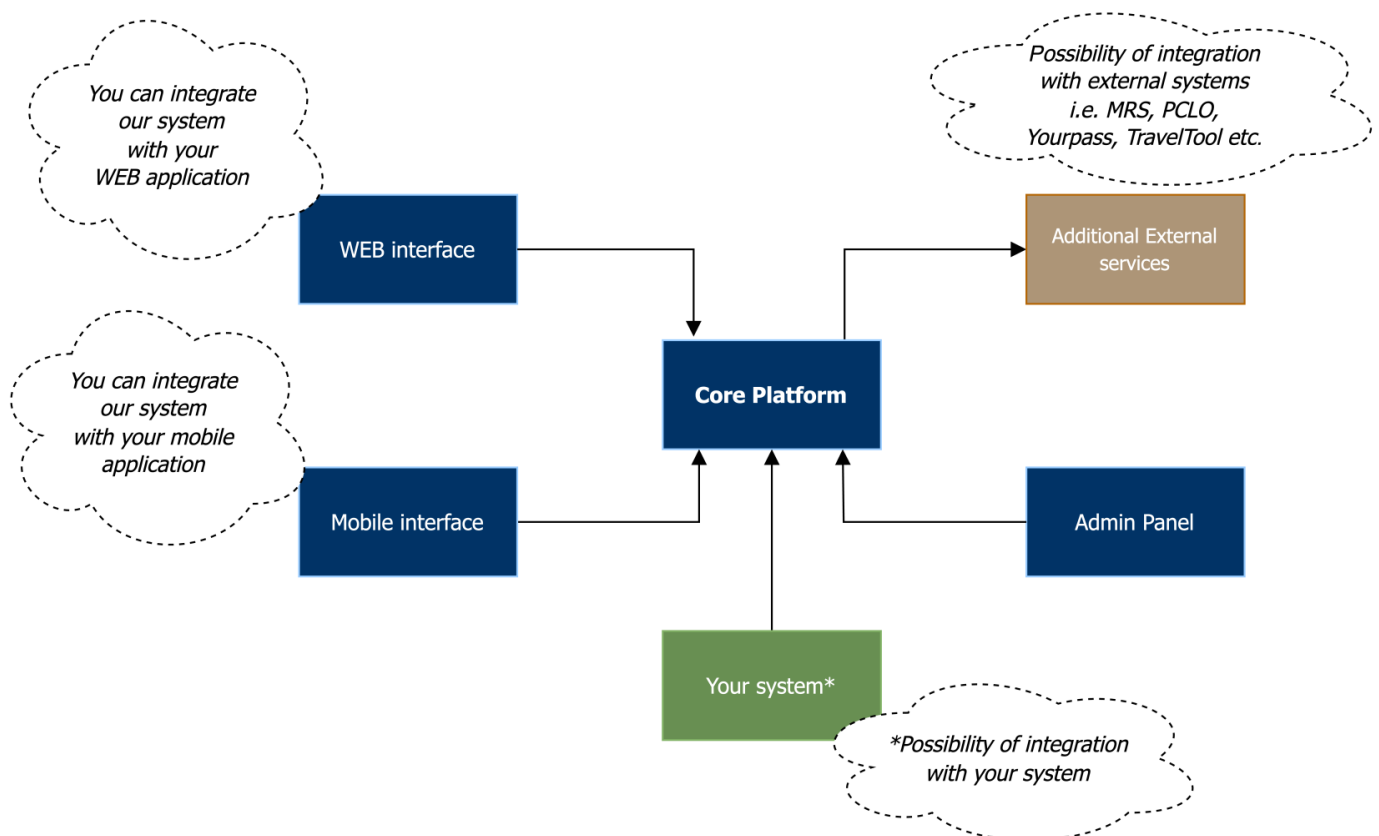 You can integrate
our system
with your
WEB application
Possibility of integration
with external systems
i.e. MRS, PCLO,
Yourpass, TravelTool etc.
WEB interface
Additional External
services
You can integrate
our system
with your mobile
application
Core Platform
Mobile interface
Admin Panel
Your system*
*Possibility of integration
with your system